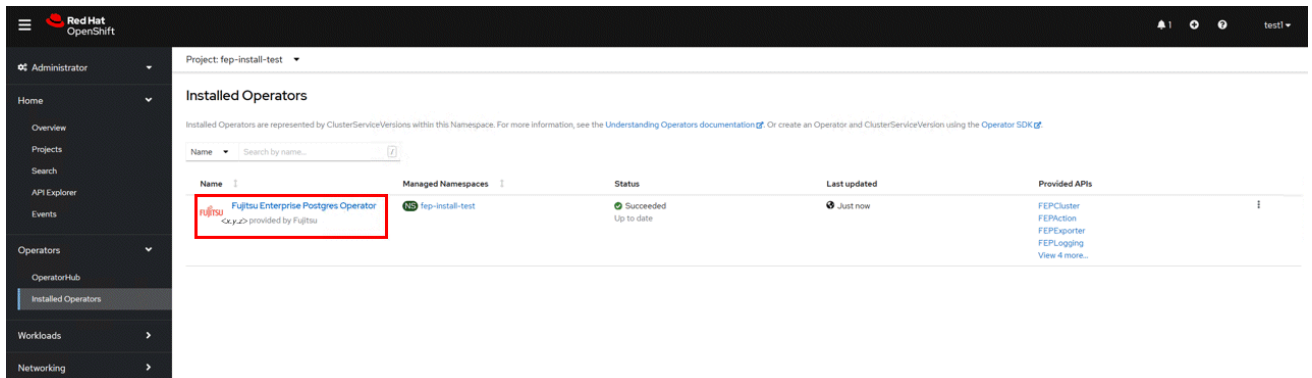 Red Hat
OpenShift
1
test1
Administrator
Project: fep-install-test
Home
Installed Operators
Installed Operators are represented by ClusterServiceVersions within this Namespace. For more information, see the Understanding Operators documentation. Or create an Operator and ClusterServiceVersion using the Operator SDK.
Overview
Projects
Search
API Explorer
Events
Operators
OperatorHub
Installed Operators
Workloads
Networking
Name Search by name... /
Name Managed Namespaces Status Last updated Provided APIs
FUJITSU Fujitsu Enterprise Postgres Operator NS fep-install-test Succeeded Just now FEPCluster
<x.y.z> provided by Fujitsu Up to date FEPAction
FEPExporter
FEPLogging
View 4 more...